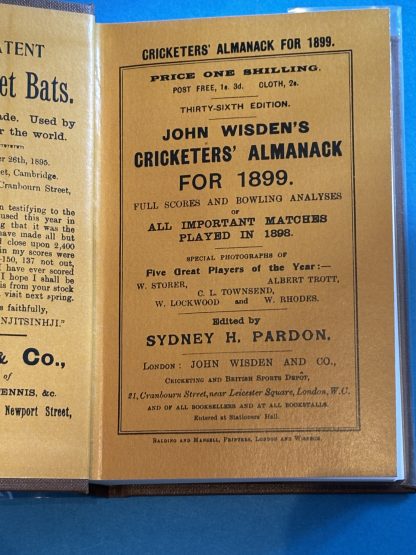 ATENT
et Bats.
ade. Used by
r the world.
er 26th, 1895.
et, Cambridge.
Cranbourn Street,
n testifying to the
used this year in
ng that it was the
have made all but
d close upon 2,400
in my scores were
-150, 137 not out,
I have ever scored
I hope I shall be
is from your stock
visit next spring.
s faithfully,
NJITSINHJI."
& Co.,
of
TENNIS, &c.
Newport Street,
CRICKETERS' ALMANACK FOR 1899.
PRICE ONE SHILLING.
POST FREE, 1s. 3d. CLOTH, 2s.
THIRTY-SIXTH EDITION.
JOHN WISDEN'S
CRICKETERS' ALMANACK
FOR 1899.
FULL SCORES AND BOWLING ANALYSES
OF
ALL IMPORTANT MATCHES
PLAYED IN 1898.
SPECIAL PHOTOGRAPHS OF
Five Great Players of the Year:—
W. STORER, ALBERT TROTT,
C. L. TOWNSEND,
W. LOCKWOOD and W. RHODES.
Edited by
SYDNEY H. PARDON.
LONDON: JOHN WISDEN AND CO.,
CRICKETING AND BRITISH SPORTS DEPÔT,
21, Cranbourn Street, near Leicester Square, London, W.C.
AND OF ALL BOOKSELLERS AND AT ALL BOOKSTALLS.
Entered at Stationers' Hall.
BALDING AND MANSELL, PRINTERS, LONDON AND WISBECH.